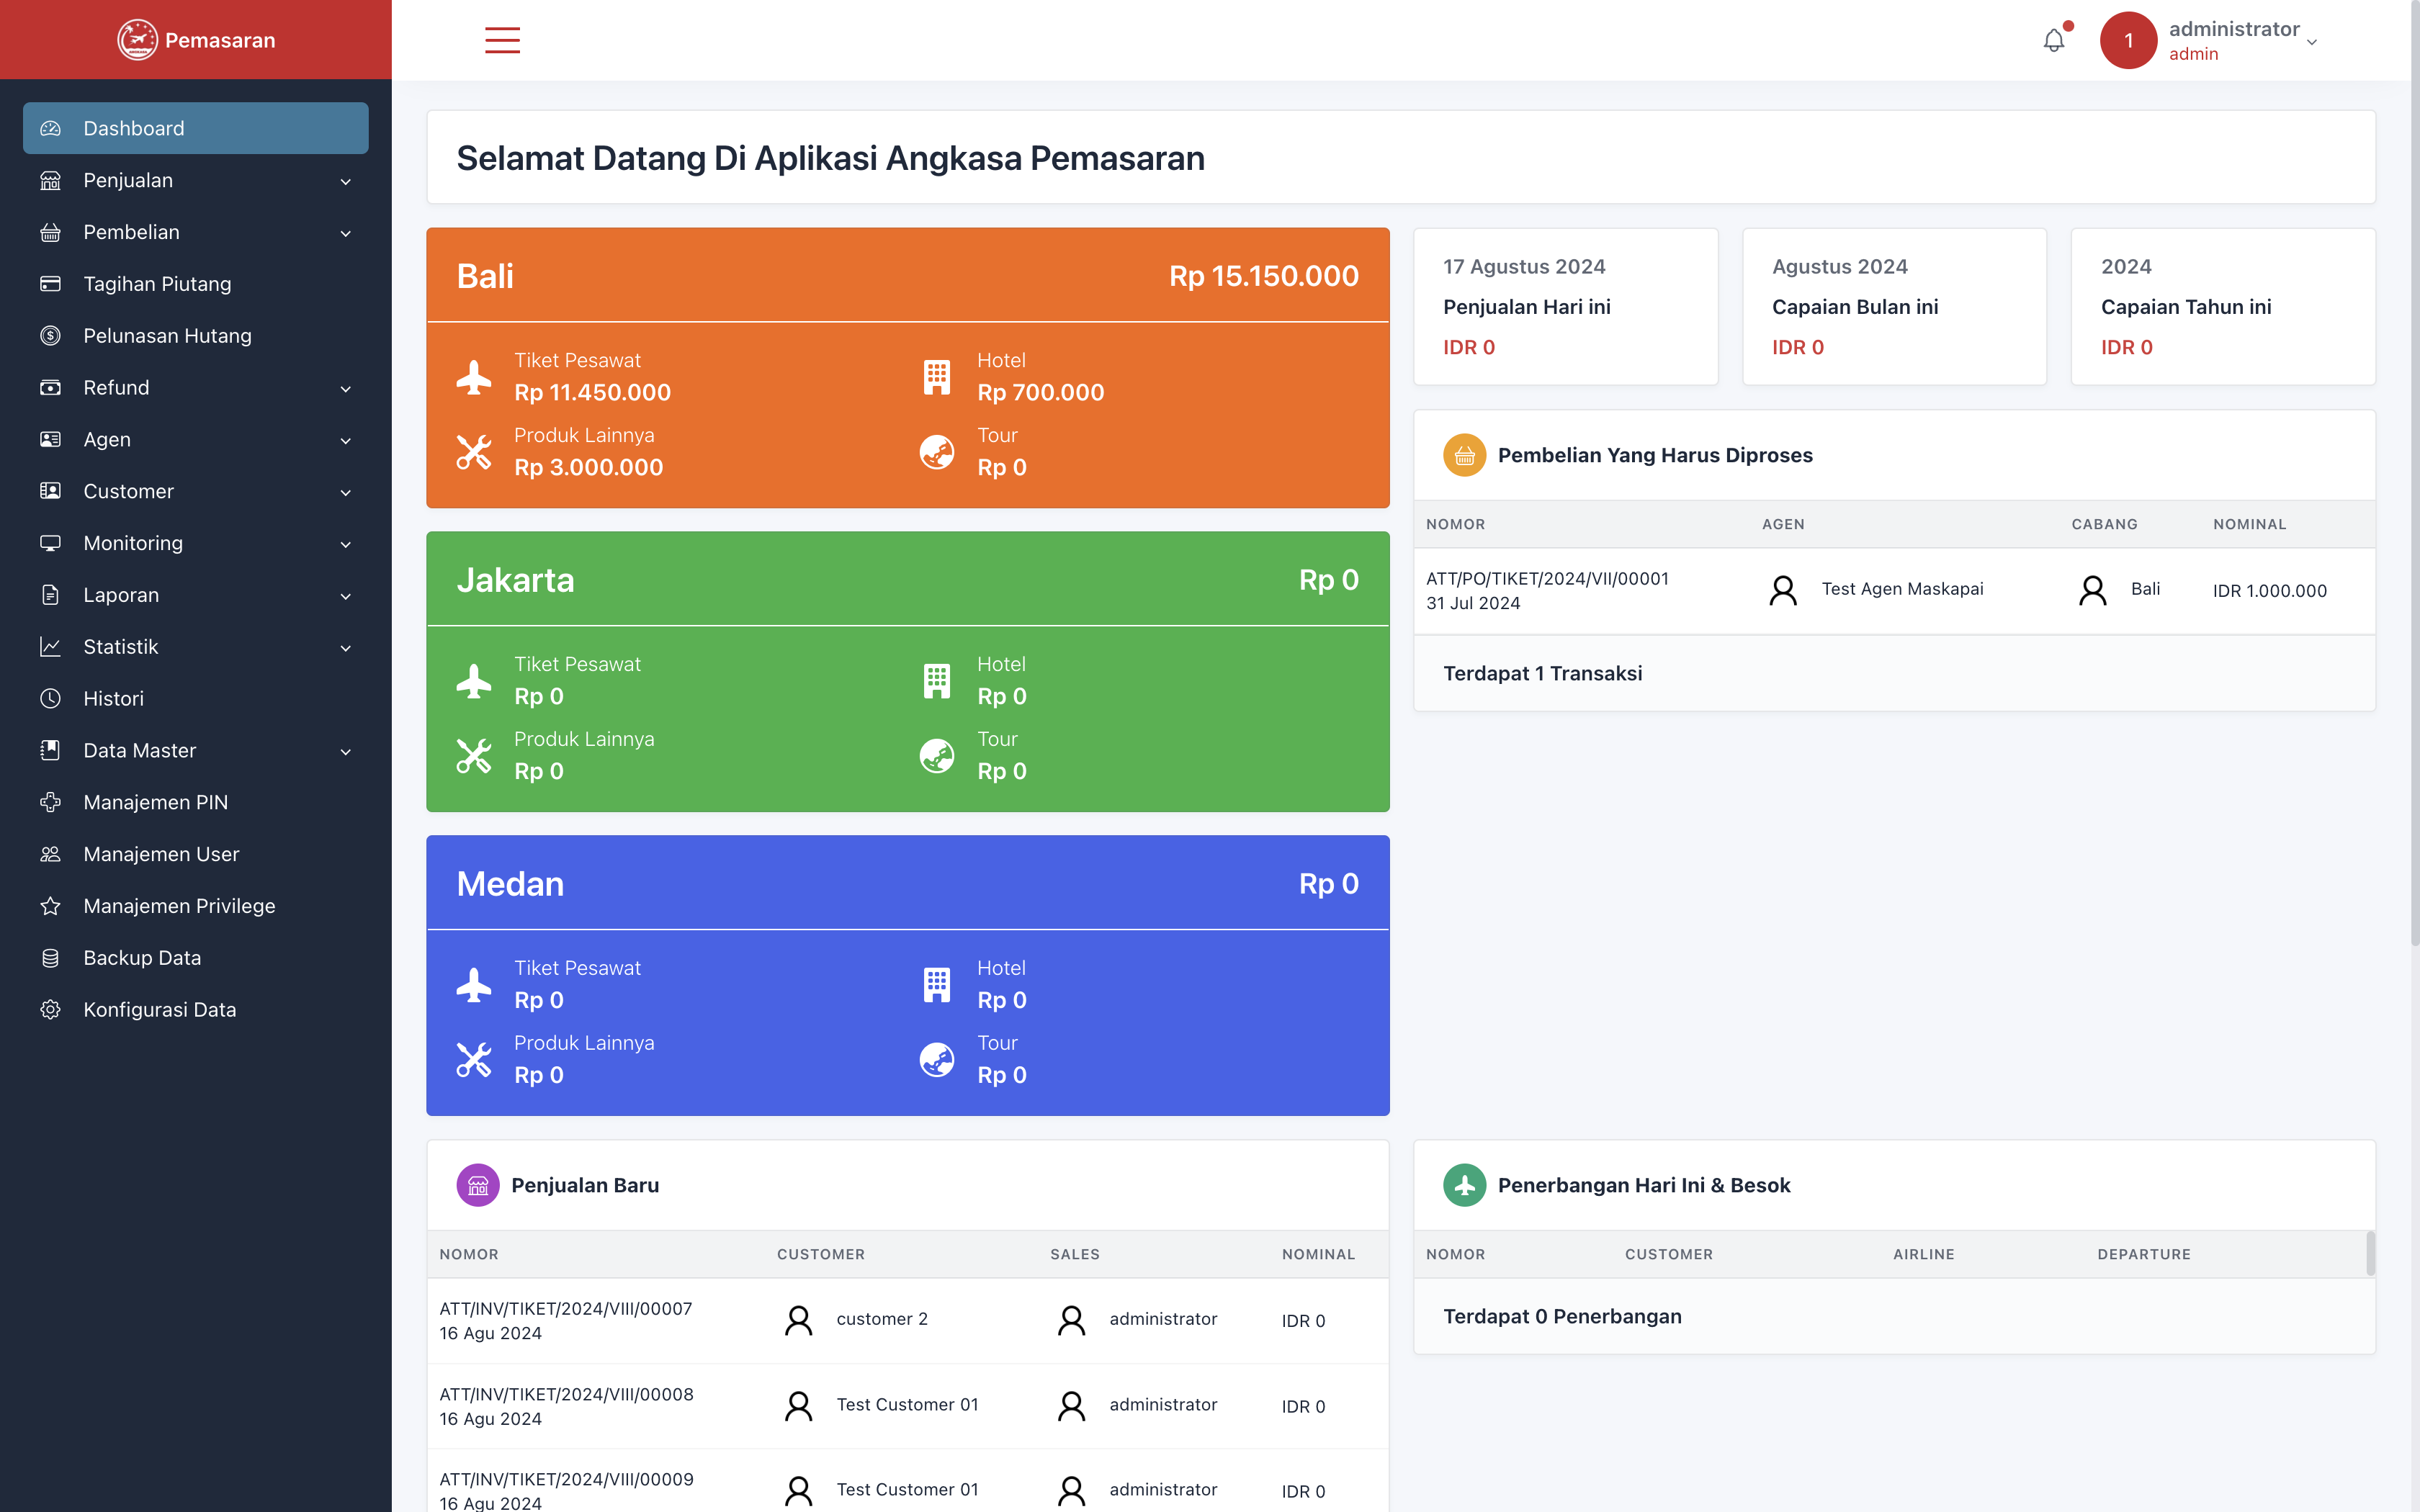 Pemasaran
administrator
admin
1
Dashboard
Penjualan
Pembelian
Tagihan Piutang
Pelunasan Hutang
Refund
Agen
Customer
Monitoring
Laporan
Statistik
Histori
Data Master
Manajemen PIN
Manajemen User
Manajemen Privilege
Backup Data
Konfigurasi Data
Selamat Datang Di Aplikasi Angkasa Pemasaran
Bali Rp 15.150.000
Tiket Pesawat
Rp 11.450.000
Hotel
Rp 700.000
Produk Lainnya
Rp 3.000.000
Tour
Rp 0
Jakarta Rp 0
Tiket Pesawat
Rp 0
Hotel
Rp 0
Produk Lainnya
Rp 0
Tour
Rp 0
Medan Rp 0
Tiket Pesawat
Rp 0
Hotel
Rp 0
Produk Lainnya
Rp 0
Tour
Rp 0
17 Agustus 2024
Penjualan Hari ini
IDR 0
Agustus 2024
Capaian Bulan ini
IDR 0
2024
Capaian Tahun ini
IDR 0
Pembelian Yang Harus Diproses
NOMOR AGEN CABANG NOMINAL
ATT/PO/TIKET/2024/VII/00001
31 Jul 2024
Test Agen Maskapai
Bali
IDR 1.000.000
Terdapat 1 Transaksi
Penjualan Baru
NOMOR CUSTOMER SALES NOMINAL
ATT/INV/TIKET/2024/VIII/00007
16 Agu 2024
customer 2
administrator
IDR 0
ATT/INV/TIKET/2024/VIII/00008
16 Agu 2024
Test Customer 01
administrator
IDR 0
ATT/INV/TIKET/2024/VIII/00009
16 Agu 2024
Test Customer 01
administrator
IDR 0
Penerbangan Hari Ini & Besok
NOMOR CUSTOMER AIRLINE DEPARTURE
Terdapat 0 Penerbangan